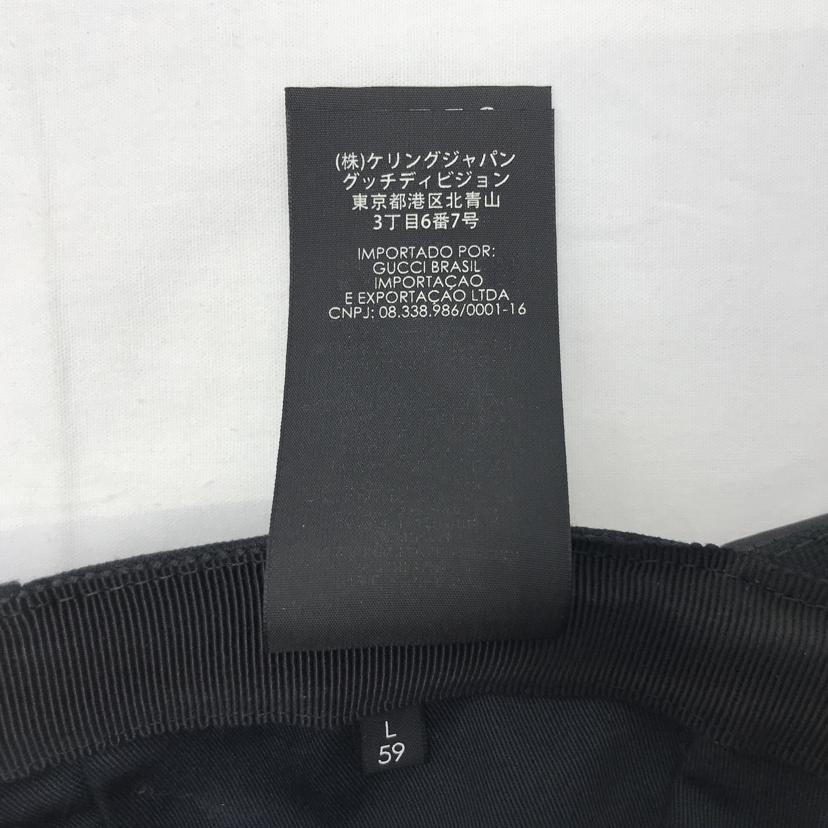 (株)ケリングジャパン
グッチディビジョン
東京都港区北青山
3丁目6番7号
IMPORTADO POR:
GUCCI BRASIL
IMPORTAÇAO
E EXPORTAÇAO LTDA
CNPJ: 08.338.986/0001-16
L
59